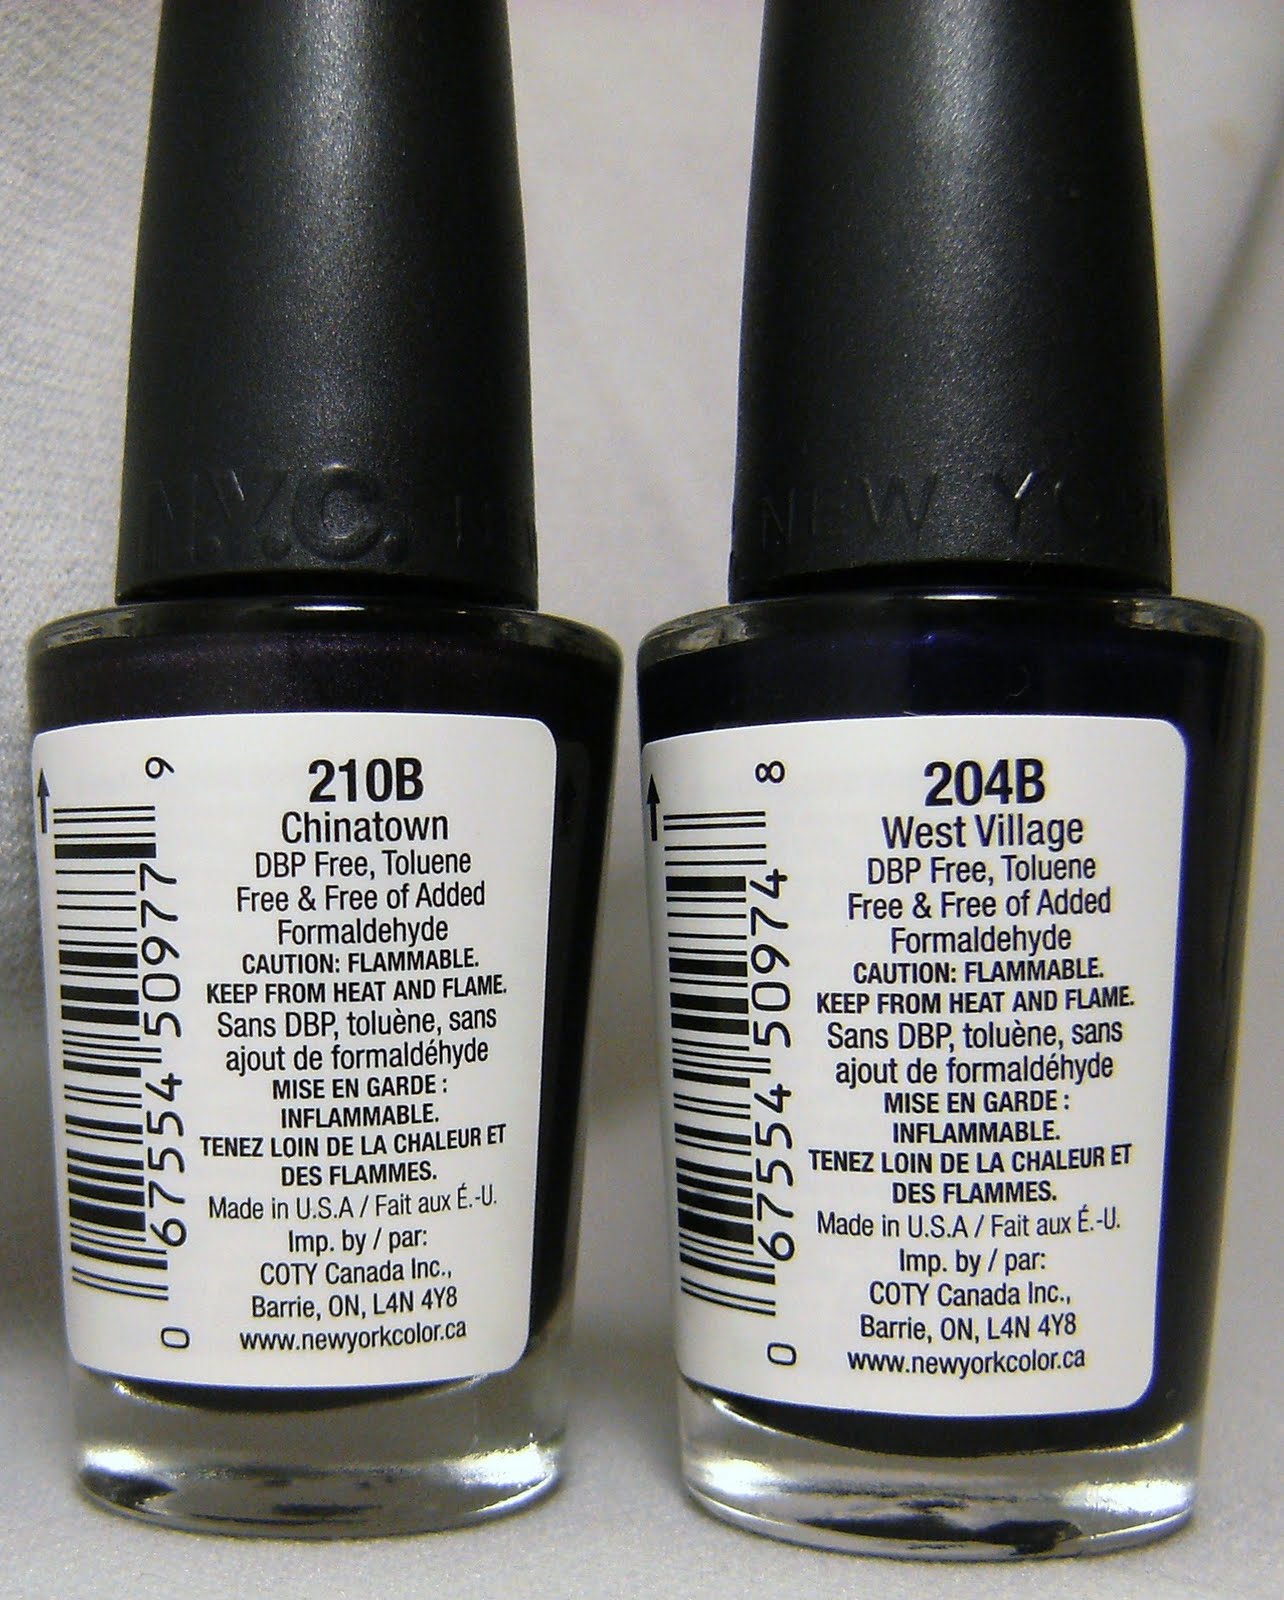 N.Y.C.
210B
Chinatown
DBP Free, Toluene
Free & Free of Added
Formaldehyde
CAUTION: FLAMMABLE.
KEEP FROM HEAT AND FLAME.
Sans DBP, toluène, sans
ajout de formaldéhyde
MISE EN GARDE :
INFLAMMABLE.
TENEZ LOIN DE LA CHALEUR ET
DES FLAMMES.
Made in U.S.A / Fait aux É.-U.
Imp. by / par:
COTY Canada Inc.,
Barrie, ON, L4N 4Y8
www.newyorkcolor.ca
0 67554 50977 9
NEW YORK
204B
West Village
DBP Free, Toluene
Free & Free of Added
Formaldehyde
CAUTION: FLAMMABLE.
KEEP FROM HEAT AND FLAME.
Sans DBP, toluène, sans
ajout de formaldéhyde
MISE EN GARDE :
INFLAMMABLE.
TENEZ LOIN DE LA CHALEUR ET
DES FLAMMES.
Made in U.S.A / Fait aux É.-U.
Imp. by / par:
COTY Canada Inc.,
Barrie, ON, L4N 4Y8
www.newyorkcolor.ca
0 67554 50974 8